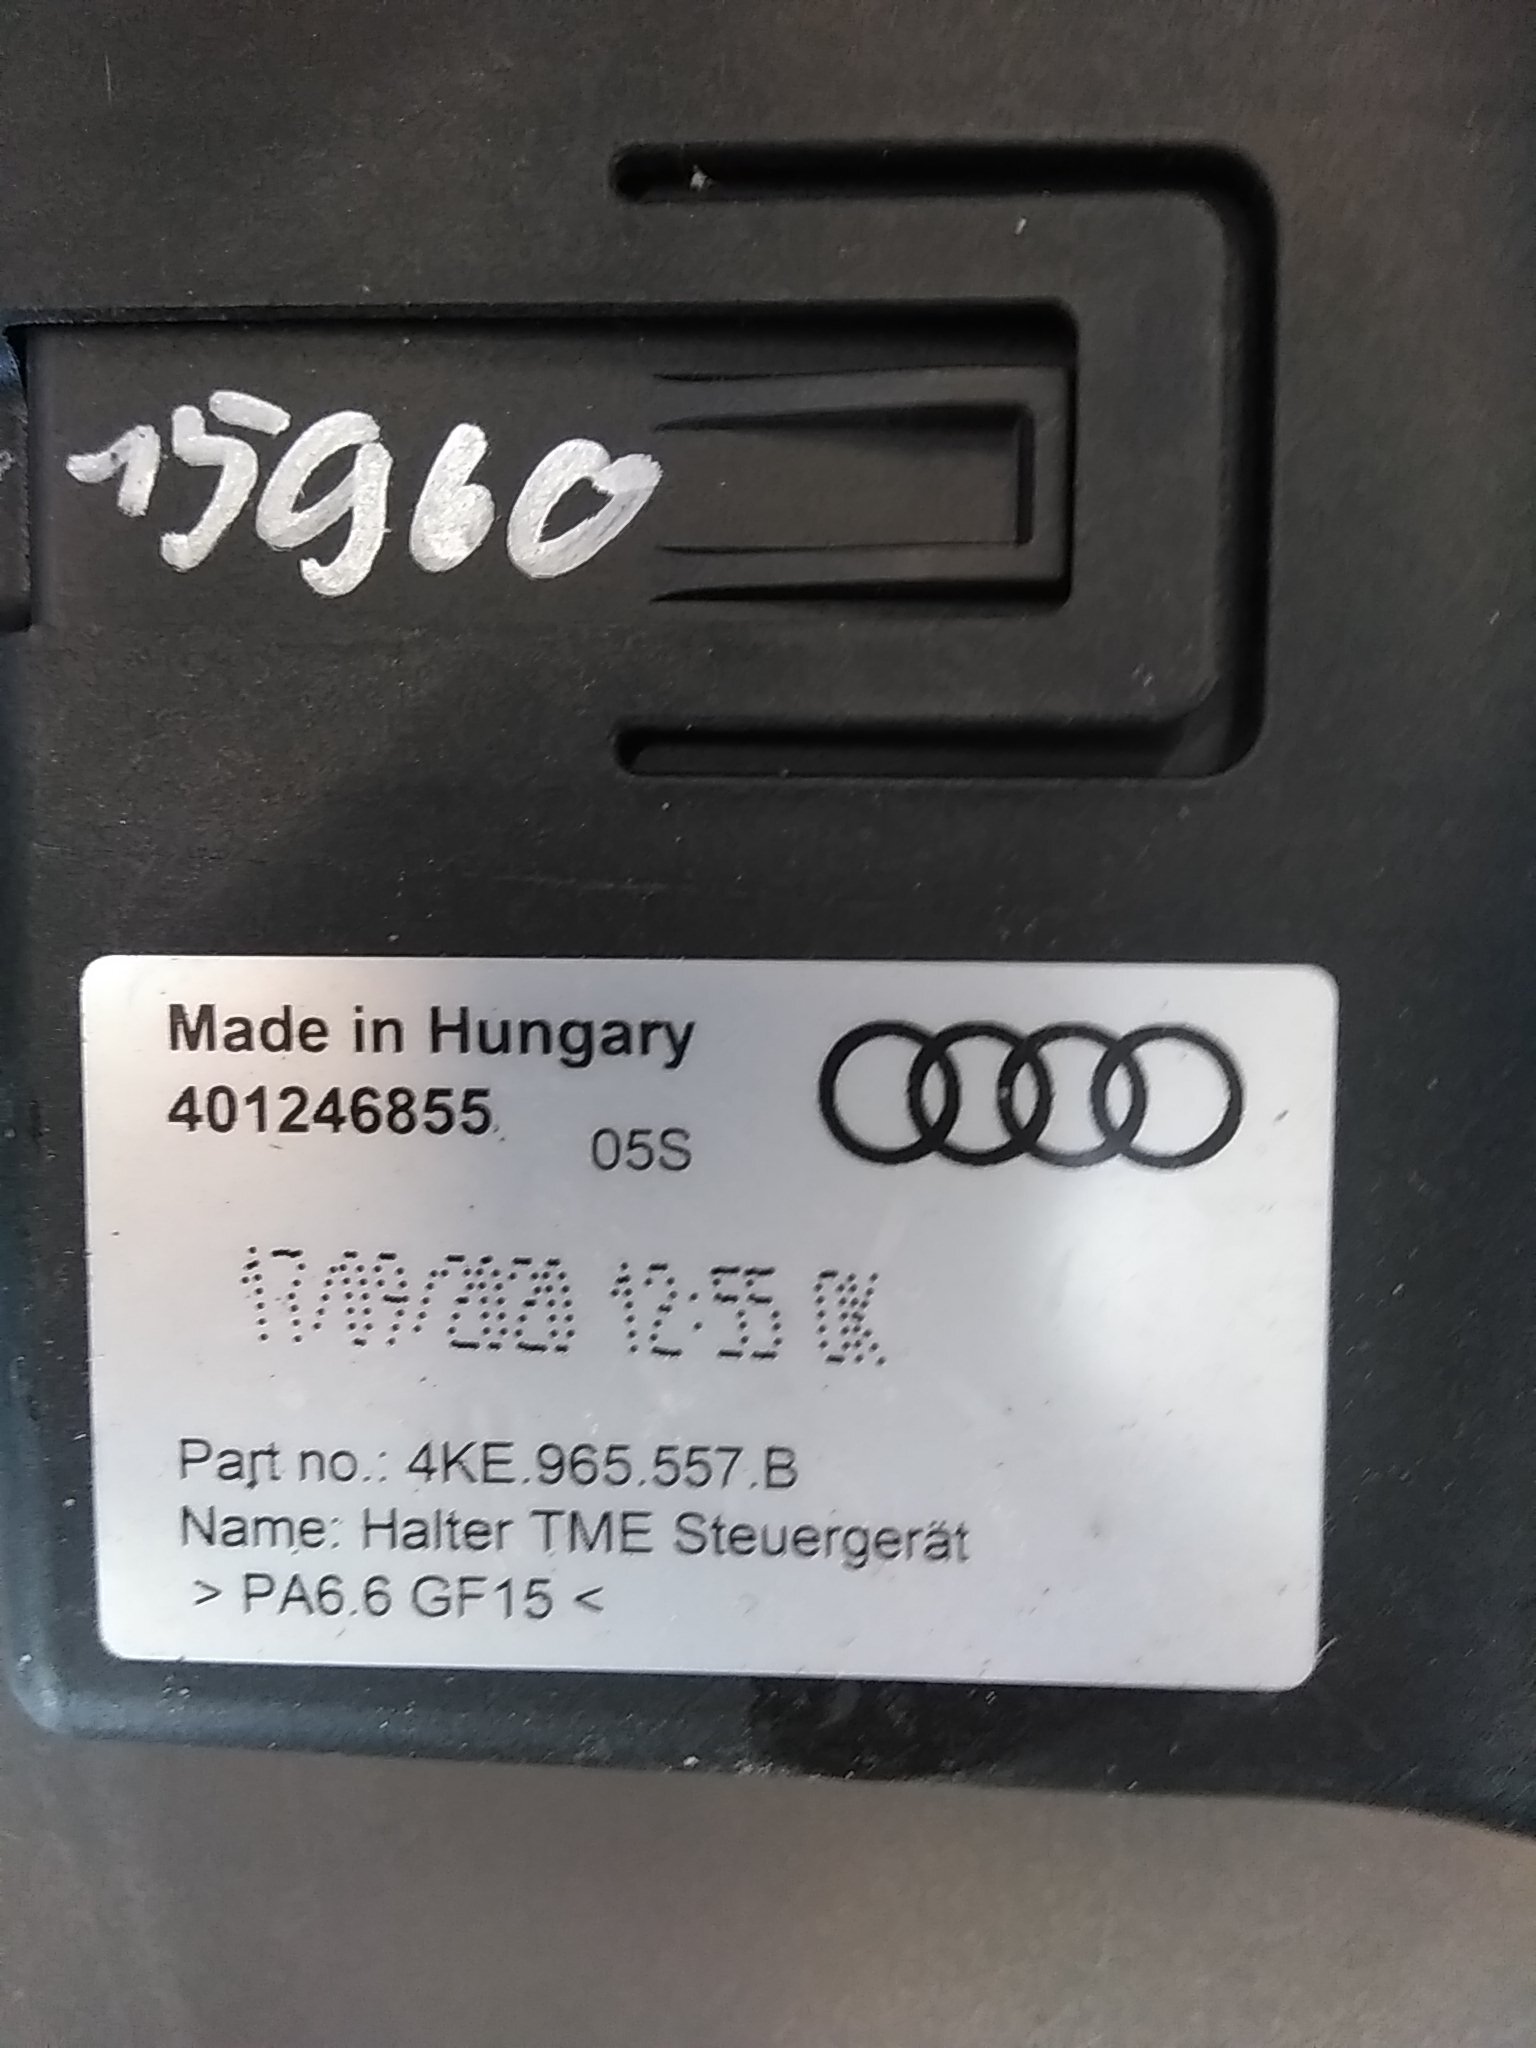 15960
Made in Hungary
401246855
05S
17/09/2020 12:55 OK
Part no.: 4KE.965.557.B
Name: Halter TME Steuergerät
> PA6.6 GF15 <